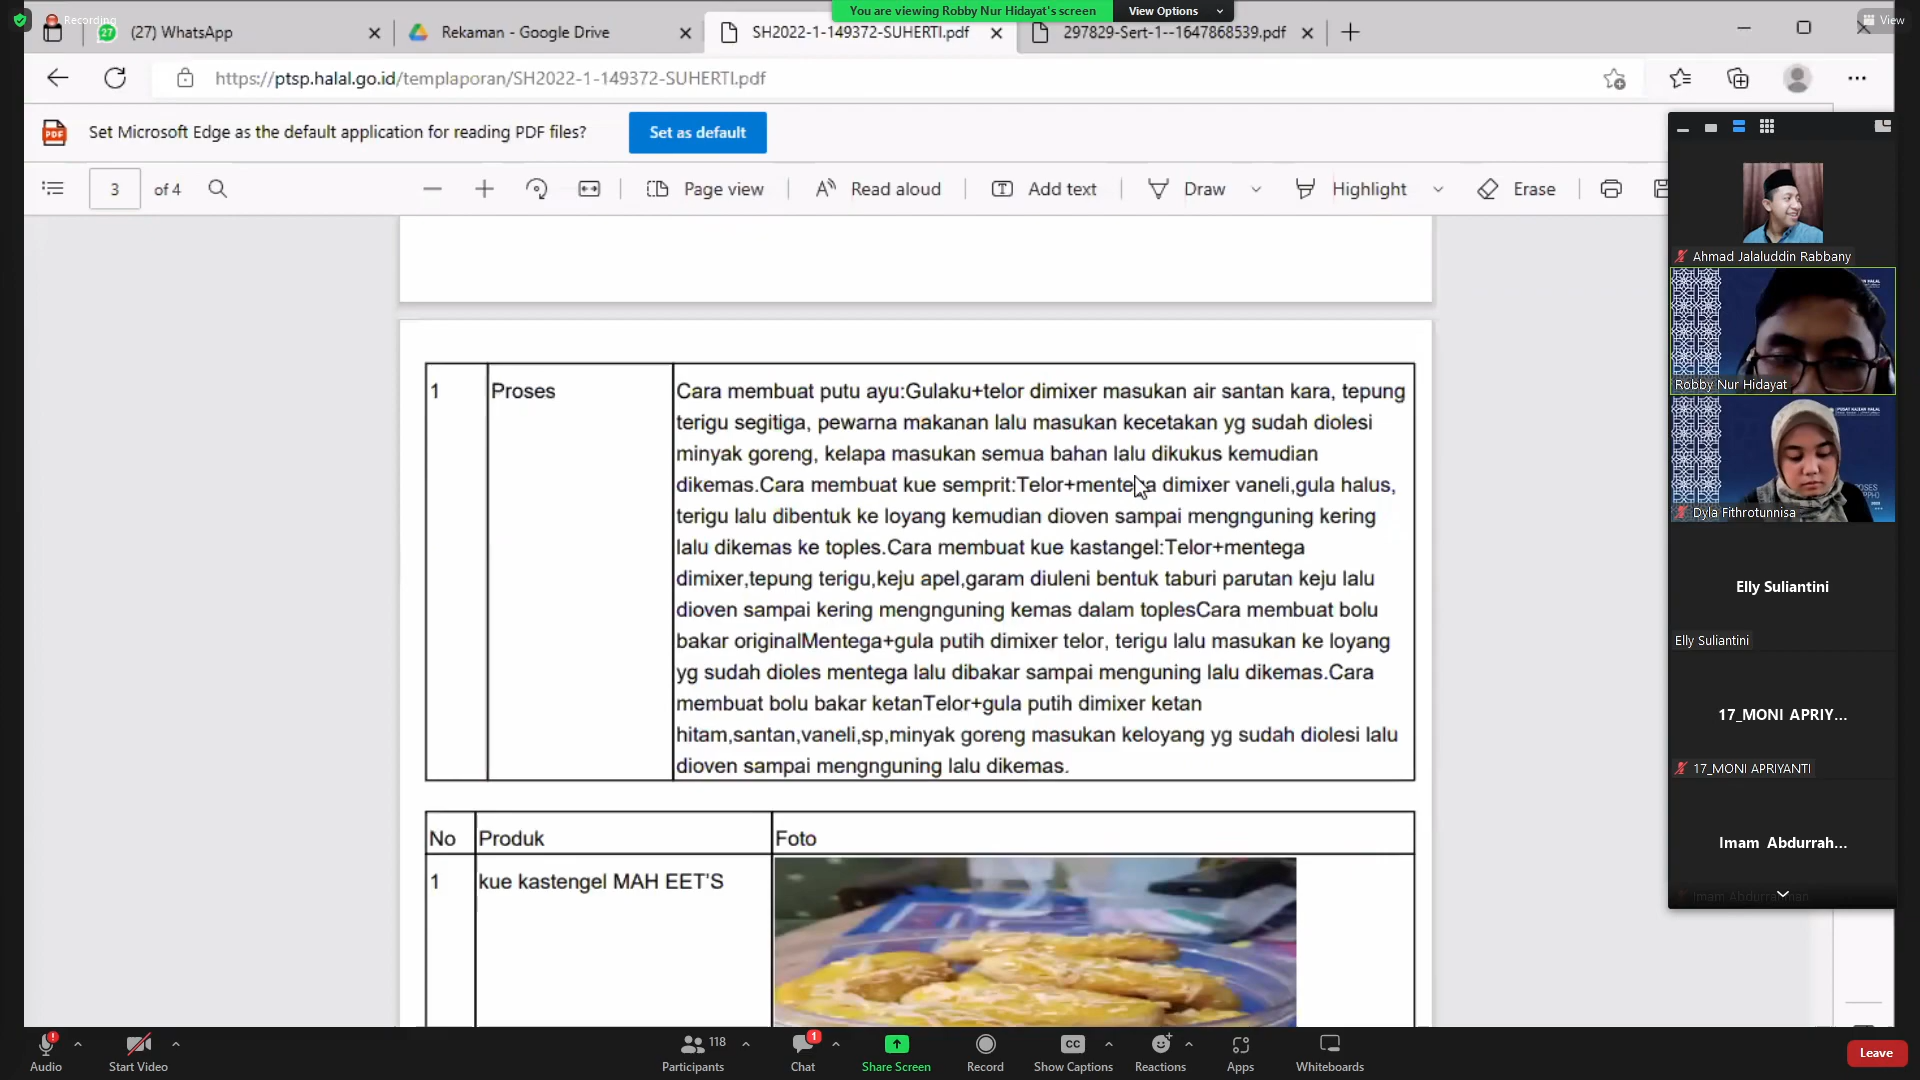 Recording
You are viewing Robby Nur Hidayat's screen
View Options
View
27
(27) WhatsApp
Rekaman - Google Drive
SH2022-1-149372-SUHERTI.pdf
297829-Sert-1--1647868539.pdf
https://ptsp.halal.go.id/templaporan/SH2022-1-149372-SUHERTI.pdf
PDF
Set Microsoft Edge as the default application for reading PDF files?
Set as default
3 of 4
Page view
Read aloud
Add text
Draw
Highlight
Erase
1 Proses
Cara membuat putu ayu:Gulaku+telor dimixer masukan air santan kara, tepung
terigu segitiga, pewarna makanan lalu masukan kecetakan yg sudah diolesi
minyak goreng, kelapa masukan semua bahan lalu dikukus kemudian
dikemas.Cara membuat kue semprit:Telor+mentega dimixer vaneli,gula halus,
terigu lalu dibentuk ke loyang kemudian dioven sampai mengnguning kering
lalu dikemas ke toples.Cara membuat kue kastangel:Telor+mentega
dimixer,tepung terigu,keju apel,garam diuleni bentuk taburi parutan keju lalu
dioven sampai kering mengnguning kemas dalam toplesCara membuat bolu
bakar originalMentega+gula putih dimixer telor, terigu lalu masukan ke loyang
yg sudah dioles mentega lalu dibakar sampai menguning lalu dikemas.Cara
membuat bolu bakar ketanTelor+gula putih dimixer ketan
hitam,santan,vaneli,sp,minyak goreng masukan keloyang yg sudah diolesi lalu
dioven sampai mengnguning lalu dikemas.
No Produk Foto
1 kue kastengel MAH EET'S
Ahmad Jalaluddin Rabbany
Robby Nur Hidayat
Dyla Fithrotunnisa
Elly Suliantini
Elly Suliantini
17_MONI APRIY...
17_MONI APRIYANTI
Imam Abdurrah...
Imam Abdurrahman
Audio
Start Video
118
Participants
1
Chat
Share Screen
Record
CC
Show Captions
Reactions
Apps
Whiteboards
Leave